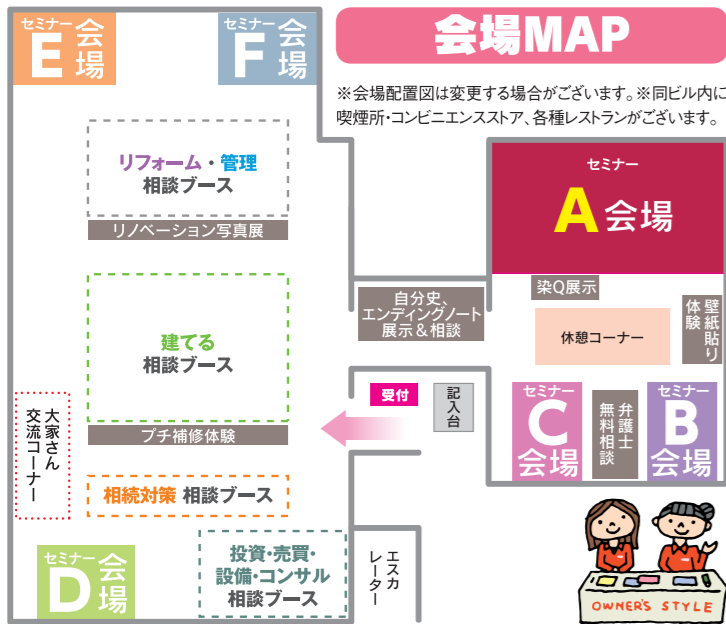 会場MAP
※会場配置図は変更する場合がございます。※同ビル内に
喫煙所・コンビニエンスストア、各種レストランがございます。
セミナー
E会場
セミナー
F会場
リフォーム・管理
相談ブース
リノベーション写真展
セミナー
A会場
染Q展示
自分史、
エンディングノート
展示＆相談
休憩コーナー
壁紙貼り
体験
建てる
相談ブース
受付
記入台
セミナー
C
会場
弁護士
無料相談
セミナー
B
会場
大家さん
交流コーナー
プチ補修体験
相続対策 相談ブース
セミナー
D会場
投資・売買・
設備・コンサル
相談ブース
エスカ
レーター
OWNER'S STYLE